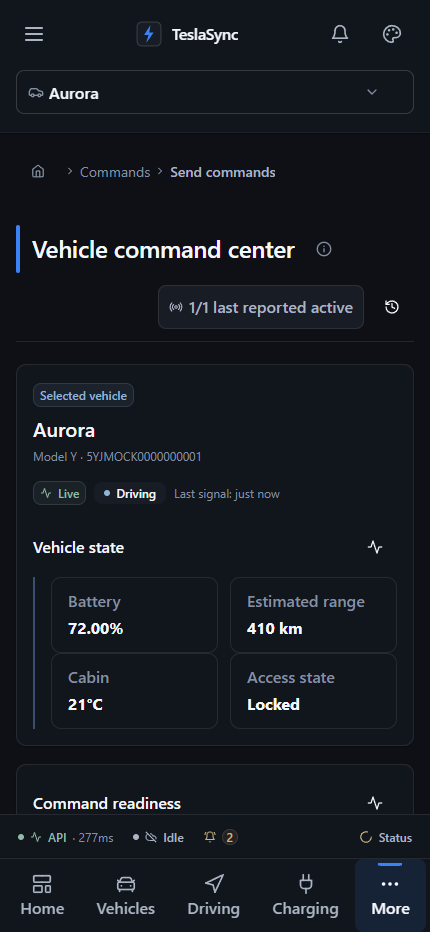 TeslaSync
Aurora
Commands
Send commands
Vehicle command center
1/1 last reported active
Selected vehicle
Aurora
Model Y · 5YJMOCK0000000001
Live
Driving
Last signal: just now
Vehicle state
Battery
72.00%
Estimated range
410 km
Cabin
21°C
Access state
Locked
Command readiness
API · 277ms
Idle
2
Status
Home
Vehicles
Driving
Charging
More